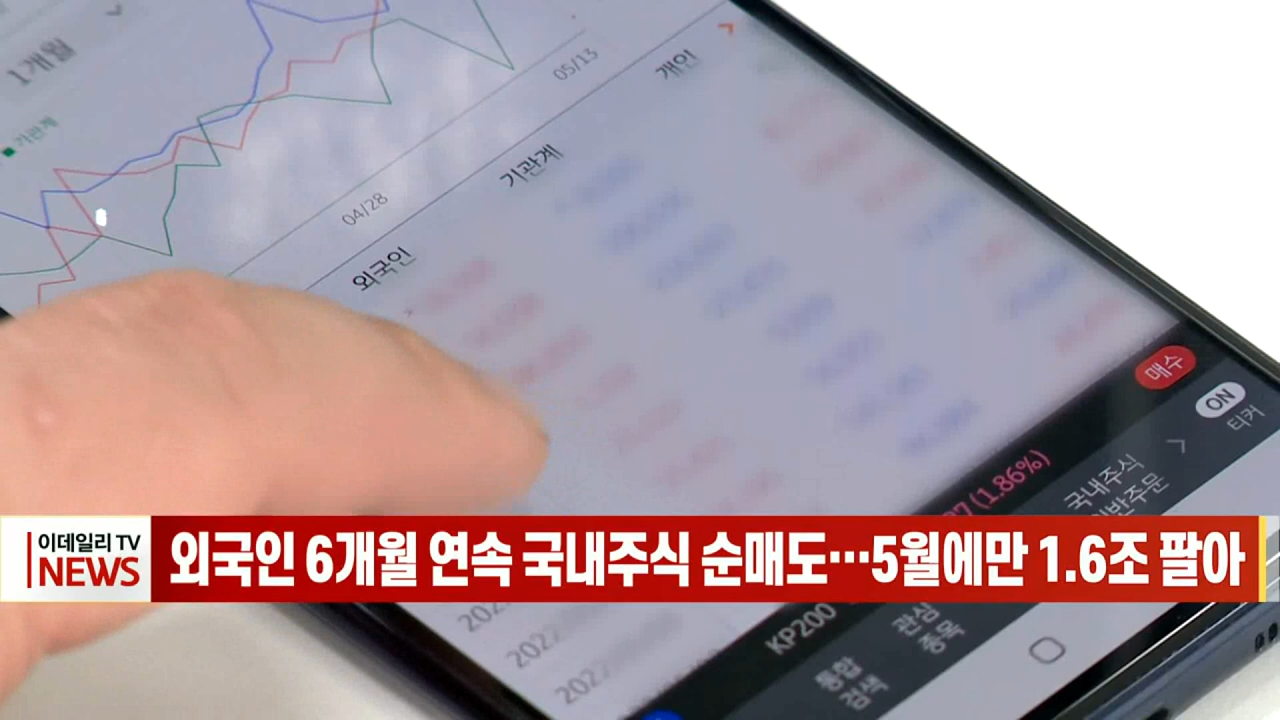 1개월
기관계
05/13
개인
04/28
기관계
외국인
매수
ON
티커
(1.86%)
국내주식
이데일리 TV
NEWS
외국인 6개월 연속 국내주식 순매도…5월에만 1.6조 팔아
KP200
관심
종목
통합
검색